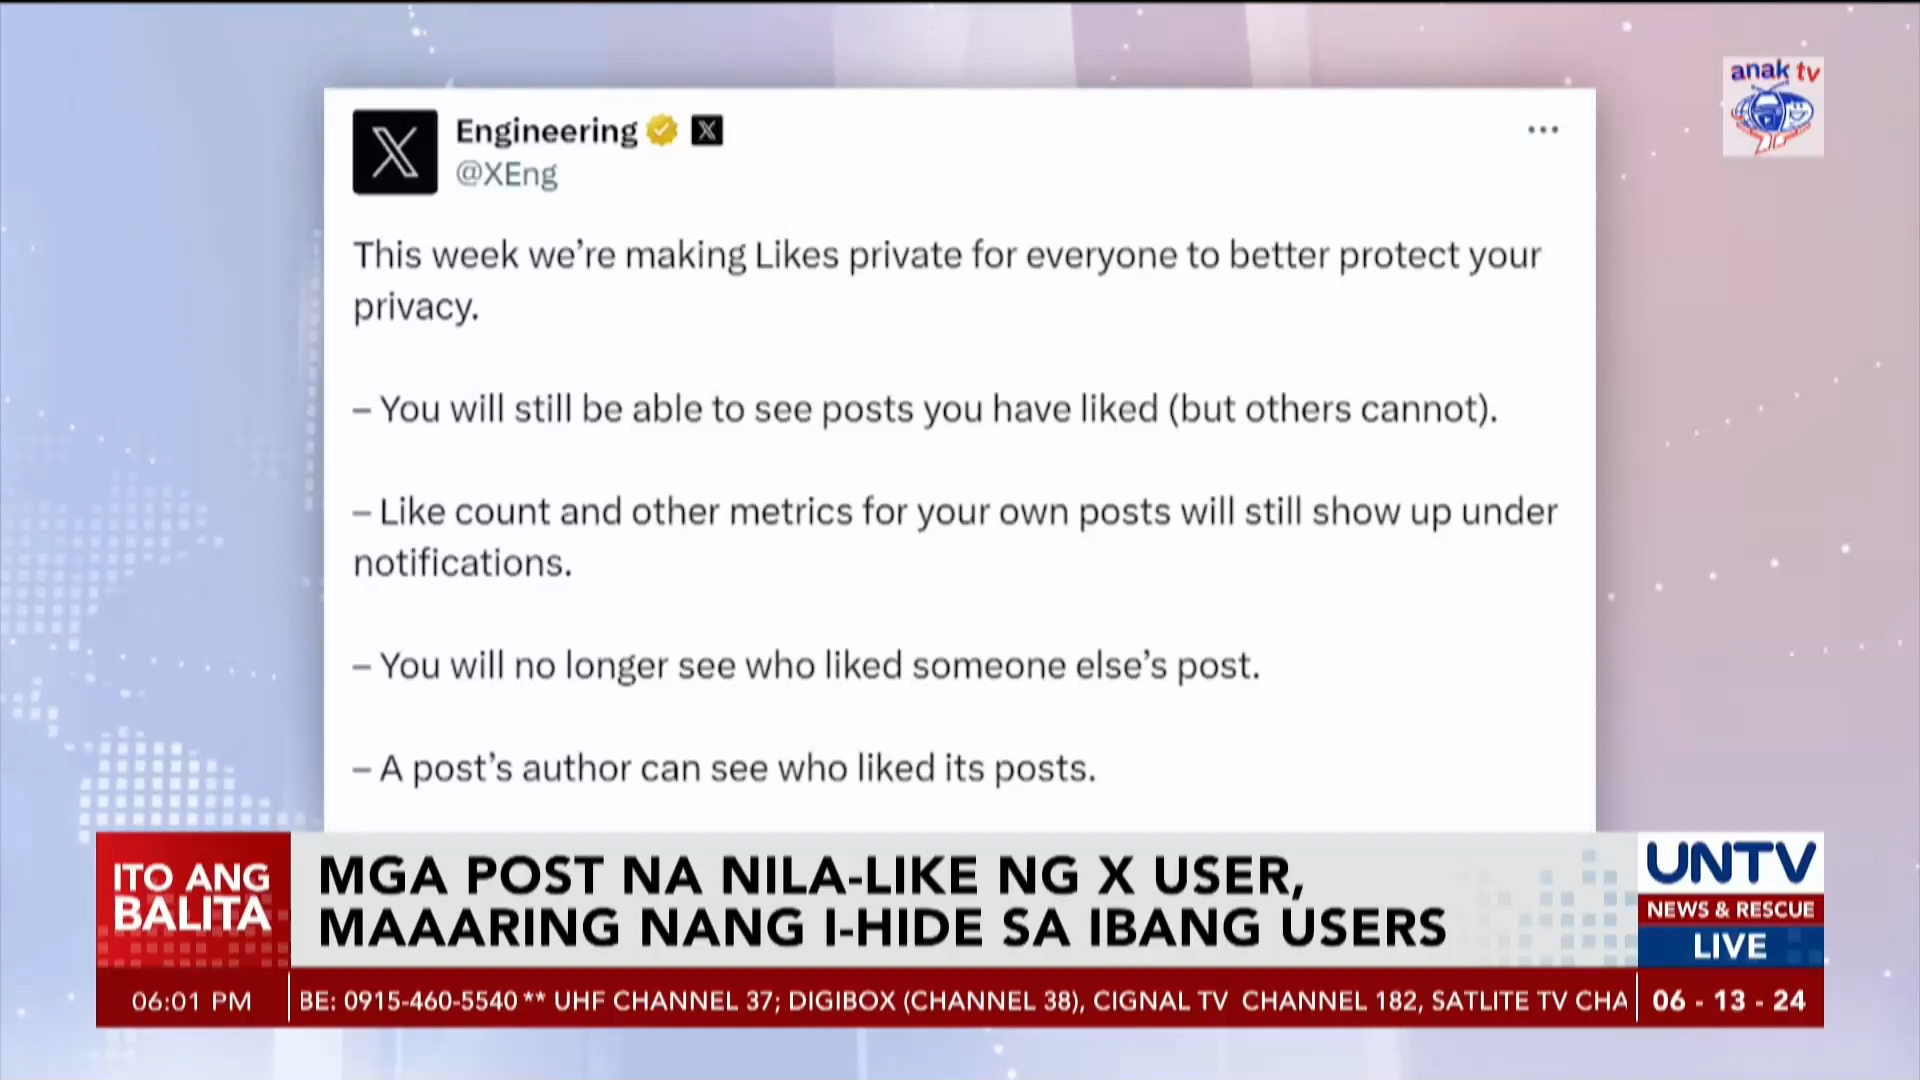 anak tv
X
Engineering X
@XEng
This week we're making Likes private for everyone to better protect your
privacy.
– You will still be able to see posts you have liked (but others cannot).
– Like count and other metrics for your own posts will still show up under
notifications.
– You will no longer see who liked someone else's post.
– A post's author can see who liked its posts.
ITO ANG
BALITA
MGA POST NA NILA-LIKE NG X USER,
MAAARING NANG I-HIDE SA IBANG USERS
UNTV
NEWS & RESCUE
LIVE
06:01 PM
BE: 0915-460-5540 ** UHF CHANNEL 37; DIGIBOX (CHANNEL 38), CIGNAL TV CHANNEL 182, SATLITE TV CHA
06 - 13 - 24